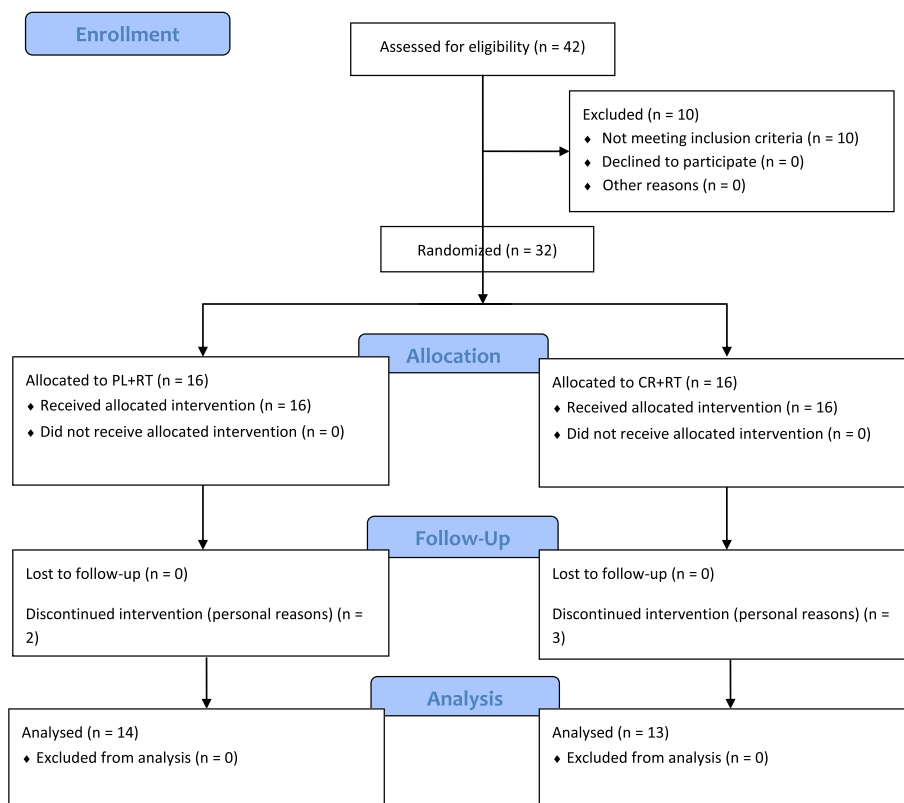 Enrollment
Assessed for eligibility (n = 42)
Excluded (n = 10)
♦ Not meeting inclusion criteria (n = 10)
♦ Declined to participate (n = 0)
♦ Other reasons (n = 0)
Randomized (n = 32)
Allocation
Allocated to PL+RT (n = 16)
♦ Received allocated intervention (n = 16)
♦ Did not receive allocated intervention (n = 0)
Allocated to CR+RT (n = 16)
♦ Received allocated intervention (n = 16)
♦ Did not receive allocated intervention (n = 0)
Follow-Up
Lost to follow-up (n = 0)
Discontinued intervention (personal reasons) (n =
2)
Lost to follow-up (n = 0)
Discontinued intervention (personal reasons) (n =
3)
Analysis
Analysed (n = 14)
♦ Excluded from analysis (n = 0)
Analysed (n = 13)
♦ Excluded from analysis (n = 0)